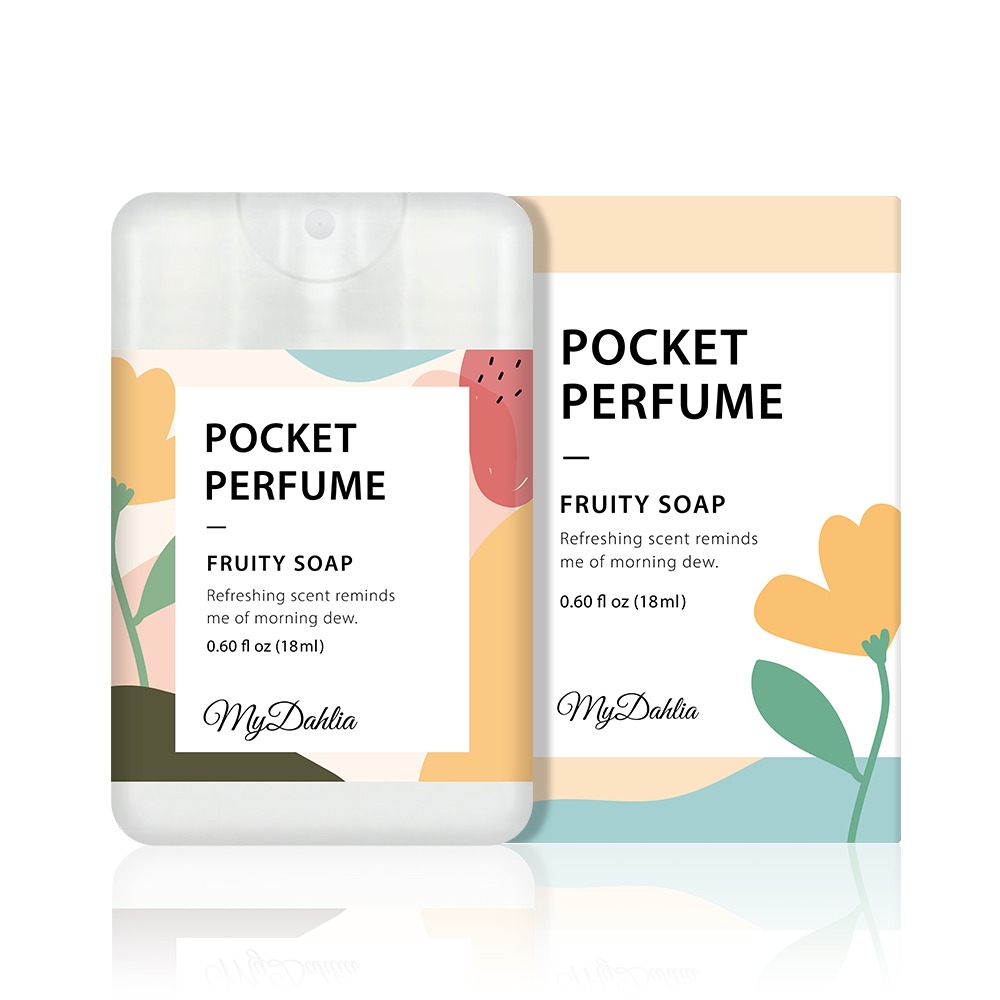 POCKET
PERFUME
—
FRUITY SOAP
Refreshing scent reminds
me of morning dew.
0.60 fl oz (18ml)
MyDahlia
POCKET
PERFUME
—
FRUITY SOAP
Refreshing scent reminds
me of morning dew.
0.60 fl oz (18ml)
MyDahlia